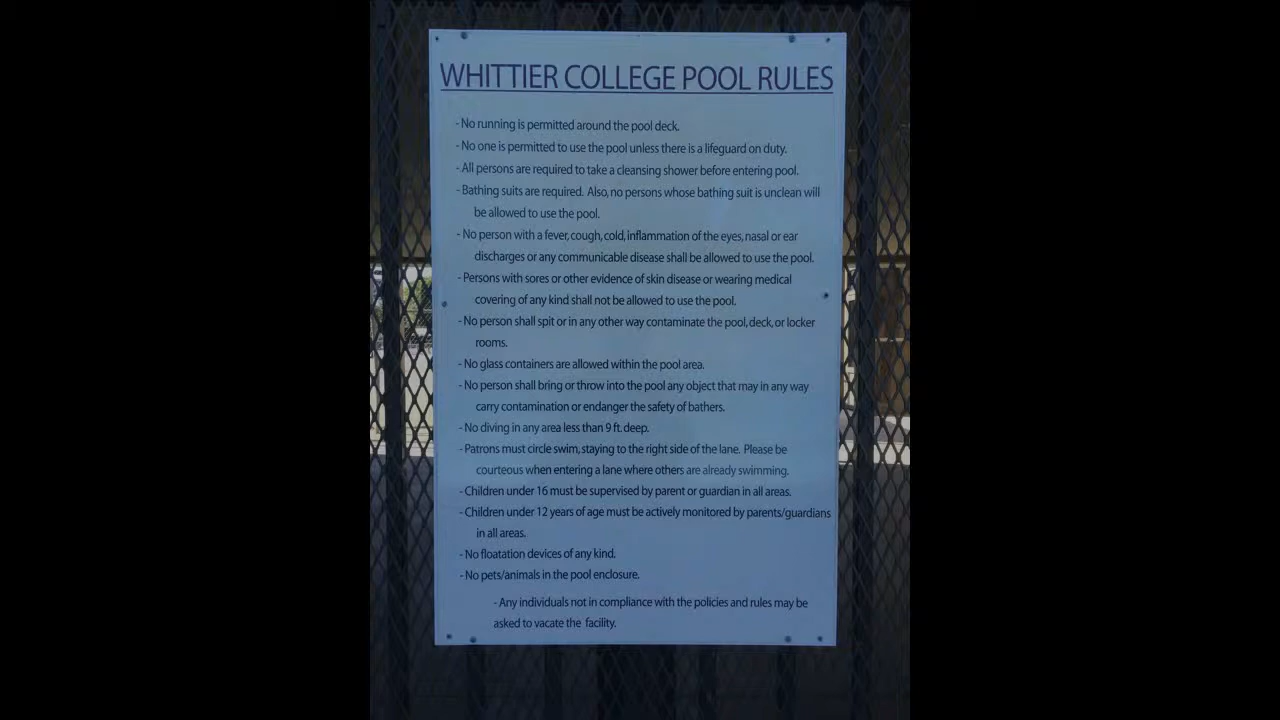 WHITTIER COLLEGE POOL RULES
- No running is permitted around the pool deck.
- No one is permitted to use the pool unless there is a lifeguard on duty.
- All persons are required to take a cleansing shower before entering pool.
- Bathing suits are required. Also, no persons whose bathing suit is unclean will
be allowed to use the pool.
- No person with a fever, cough, cold, inflammation of the eyes, nasal or ear
discharges or any communicable disease shall be allowed to use the pool.
- Persons with sores or other evidence of skin disease or wearing medical
covering of any kind shall not be allowed to use the pool.
- No person shall spit or in any other way contaminate the pool, deck, or locker
rooms.
- No glass containers are allowed within the pool area.
- No person shall bring or throw into the pool any object that may in any way
carry contamination or endanger the safety of bathers.
- No diving in any area less than 9 ft. deep.
- Patrons must circle swim, staying to the right side of the lane. Please be
courteous when entering a lane where others are already swimming.
- Children under 16 must be supervised by parent or guardian in all areas.
- Children under 12 years of age must be actively monitored by parents/guardians
in all areas.
- No floatation devices of any kind.
- No pets/animals in the pool enclosure.
- Any individuals not in compliance with the policies and rules may be
asked to vacate the facility.